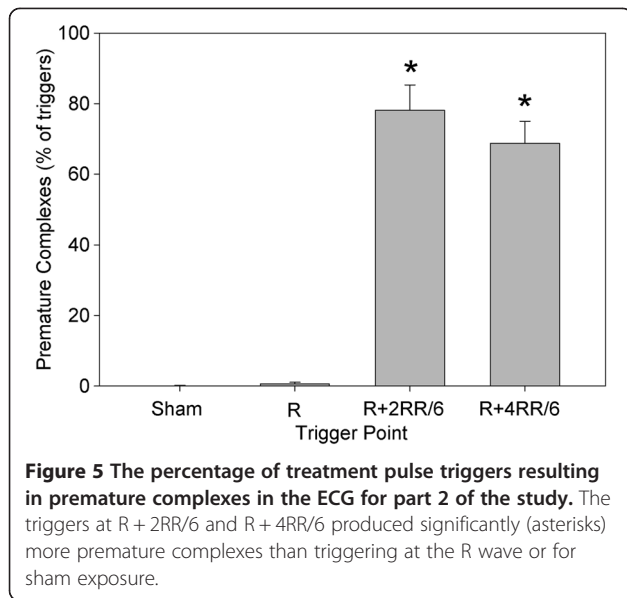 100
80
60
40
20
0
Premature Complexes (% of triggers)
*
*
Sham R R+2RR/6 R+4RR/6
Trigger Point
Figure 5 The percentage of treatment pulse triggers resulting
in premature complexes in the ECG for part 2 of the study. The
triggers at R + 2RR/6 and R + 4RR/6 produced significantly (asterisks)
more premature complexes than triggering at the R wave or for
sham exposure.